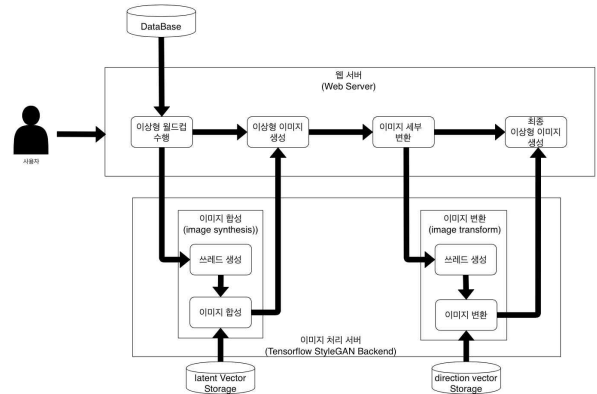 DataBase
웹 서버
(Web Server)
사용자
이상형 월드컵
수행
이상형 이미지
생성
이미지 세부
변환
최종
이상형 이미지
생성
이미지 합성
(image synthesis))
쓰레드 생성
이미지 합성
이미지 변환
(image transform)
쓰레드 생성
이미지 변환
이미지 처리 서버
(Tensorflow StyleGAN Backend)
latent Vector
Storage
direction vector
Storage